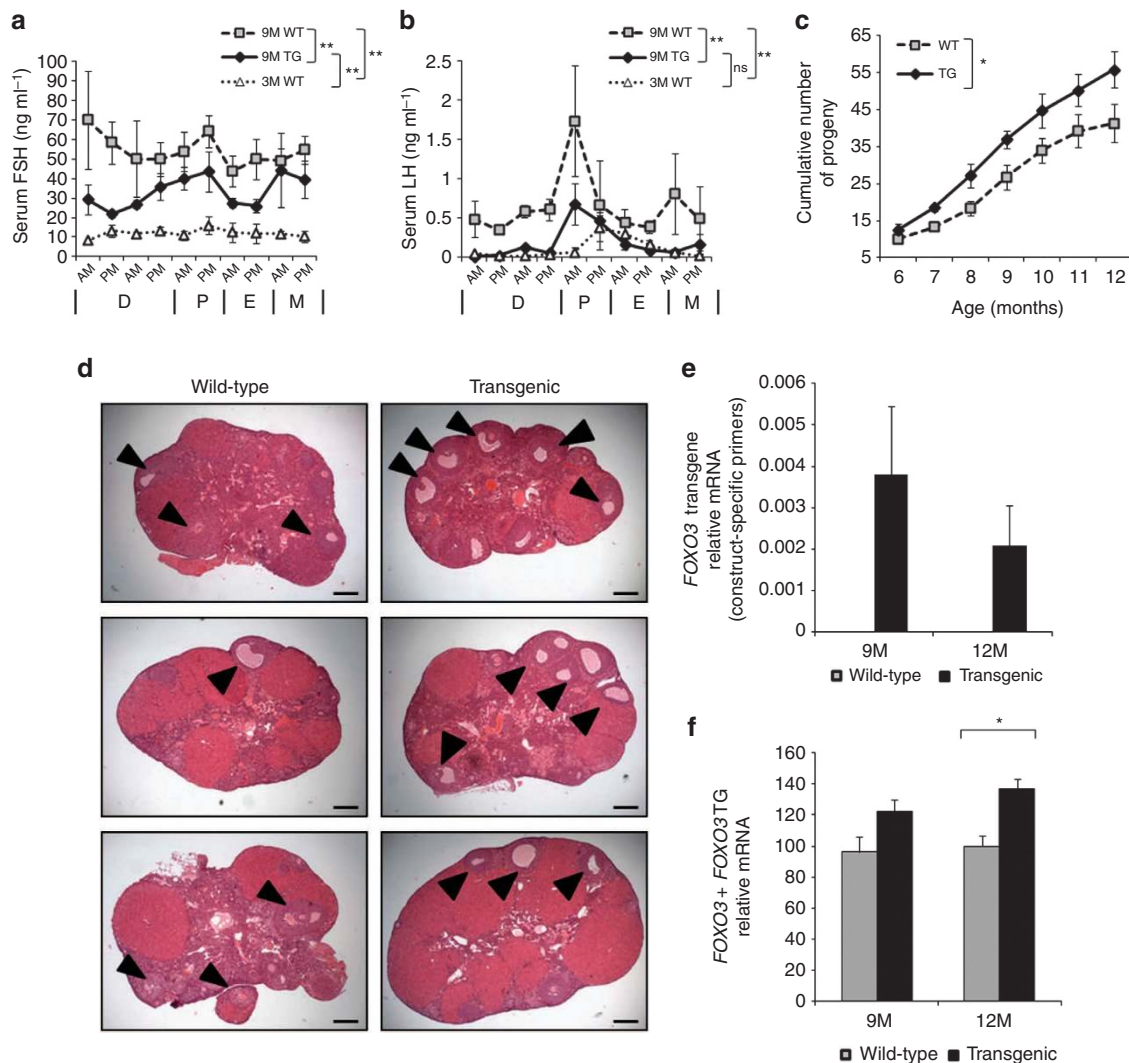 a
9M WT
9M TG
3M WT
**
**
**
Serum FSH (ng ml⁻¹)
100
90
80
70
60
50
40
30
20
10
0
AM PM AM PM AM PM AM PM AM PM
D P E M
b
9M WT
9M TG
3M WT
**
ns
**
Serum LH (ng ml⁻¹)
2.5
2
1.5
1
0.5
0
AM PM AM PM AM PM AM PM AM PM
D P E M
c
WT
TG
*
Cumulative number
of progeny
55
45
35
25
15
5
6 7 8 9 10 11 12
Age (months)
d
Wild-type Transgenic
e
FOXO3 transgene
relative mRNA
(construct-specific primers)
0.006
0.005
0.004
0.003
0.002
0.001
0
9M 12M
Wild-type Transgenic
f
*
FOXO3 + FOXO3TG
relative mRNA
160
140
120
100
80
60
40
20
0
9M 12M
Wild-type Transgenic